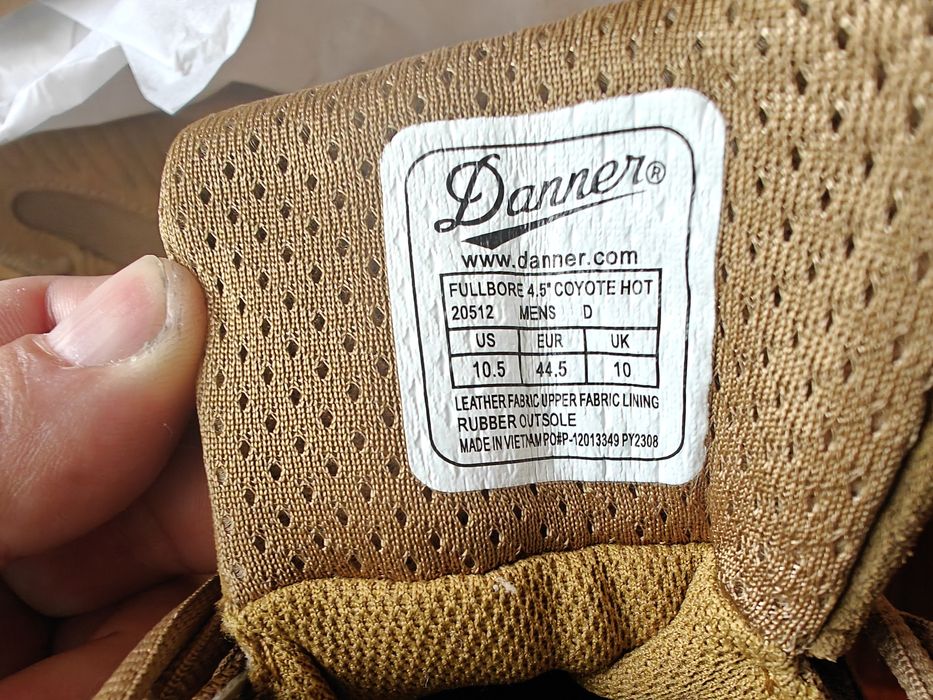 Danner®
www.danner.com
FULLBORE 4.5" COYOTE HOT
20512 MENS D
US EUR UK
10.5 44.5 10
LEATHER FABRIC UPPER FABRIC LINING
RUBBER OUTSOLE
MADE IN VIETNAM PO#P-12013349 PY2308